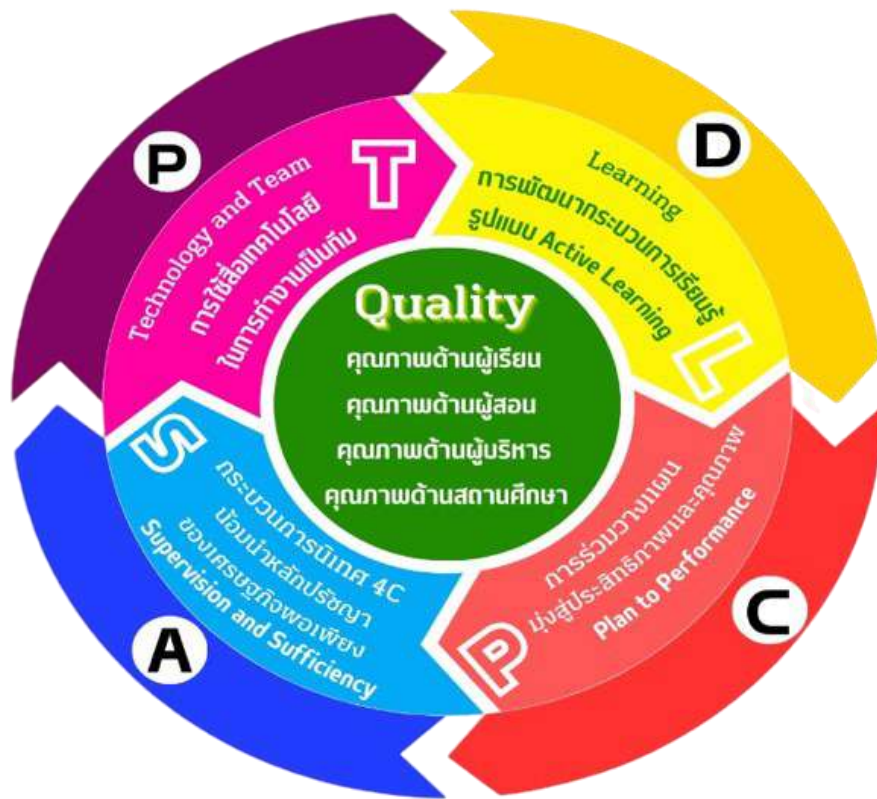 P
D
C
A
T
Technology and Team
การใช้สื่อเทคโนโลยี
ในการทำงานเป็นทีม
L
Learning
การพัฒนากระบวนการเรียนรู้
รูปแบบ Active Learning
P
การร่วมวางแผน
มุ่งสู่ประสิทธิภาพและคุณภาพ
Plan to Performance
S
กระบวนการนิเทศ 4C
น้อมนำหลักปรัชญา
ของเศรษฐกิจพอเพียง
Supervision and Sufficiency
Quality
คุณภาพด้านผู้เรียน
คุณภาพด้านผู้สอน
คุณภาพด้านผู้บริหาร
คุณภาพด้านสถานศึกษา